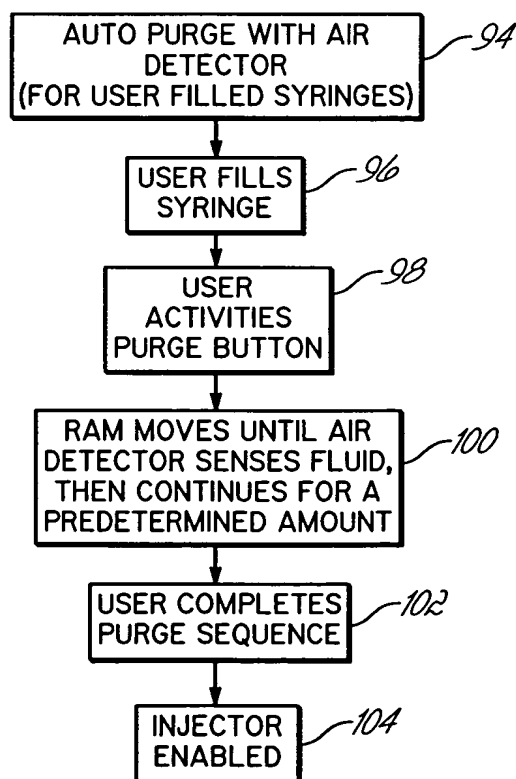 AUTO PURGE WITH AIR
DETECTOR
(FOR USER FILLED SYRINGES)
94
USER FILLS
SYRINGE
96
USER
ACTIVITIES
PURGE BUTTON
98
RAM MOVES UNTIL AIR
DETECTOR SENSES FLUID,
THEN CONTINUES FOR A
PREDETERMINED AMOUNT
100
USER COMPLETES
PURGE SEQUENCE
102
INJECTOR
ENABLED
104